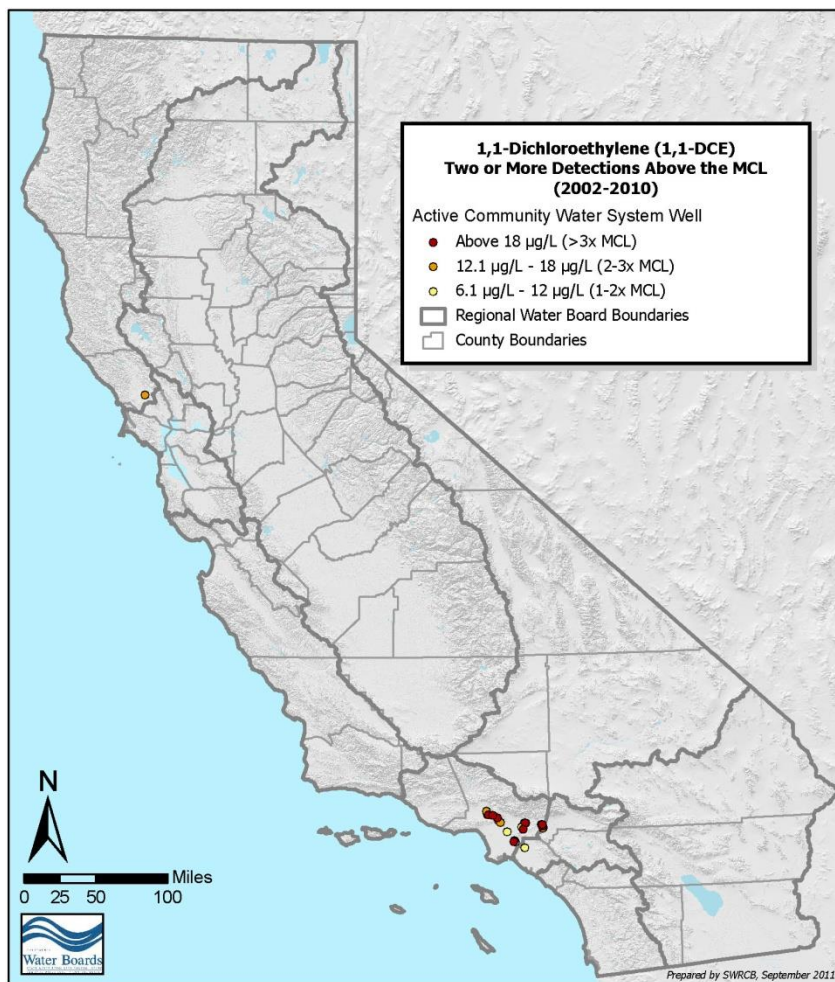 1,1-Dichloroethylene (1,1-DCE)
Two or More Detections Above the MCL
(2002-2010)
Active Community Water System Well
Above 18 µg/L (>3x MCL)
12.1 µg/L - 18 µg/L (2-3x MCL)
6.1 µg/L - 12 µg/L (1-2x MCL)
Regional Water Board Boundaries
County Boundaries
N
Miles
0 25 50 100
Water Boards
Prepared by SWRCB, September 2011